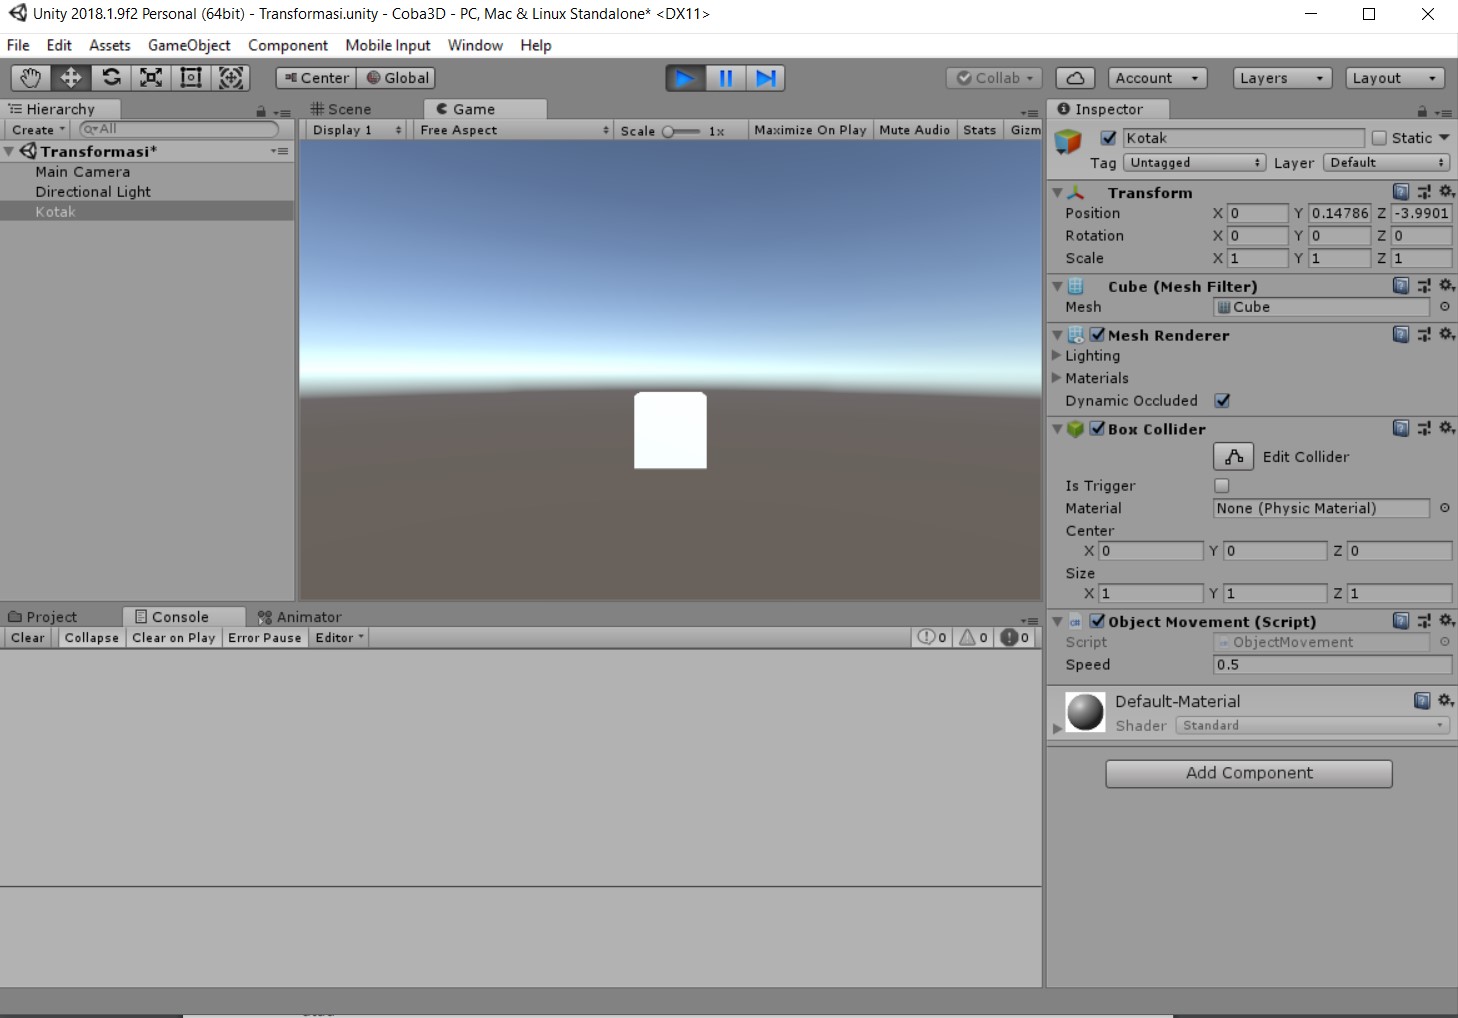 Unity 2018.1.9f2 Personal (64bit) - Transformasi.unity - Coba3D - PC, Mac & Linux Standalone* <DX11>
File Edit Assets GameObject Component Mobile Input Window Help
Center Global Collab Account Layers Layout
Hierarchy
Create All
Transformasi*
Main Camera
Directional Light
Kotak
Scene Game
Display 1 Free Aspect Scale 1x Maximize On Play Mute Audio Stats Gizm
Project Console Animator
Clear Collapse Clear on Play Error Pause Editor 0 0 0
Inspector
Kotak Static
Tag Untagged Layer Default
Transform
Position X 0 Y 0.14786 Z -3.9901
Rotation X 0 Y 0 Z 0
Scale X 1 Y 1 Z 1
Cube (Mesh Filter)
Mesh Cube
Mesh Renderer
Lighting
Materials
Dynamic Occluded
Box Collider
Edit Collider
Is Trigger
Material None (Physic Material)
Center
X 0 Y 0 Z 0
Size
X 1 Y 1 Z 1
Object Movement (Script)
Script ObjectMovement
Speed 0.5
Default-Material
Shader Standard
Add Component